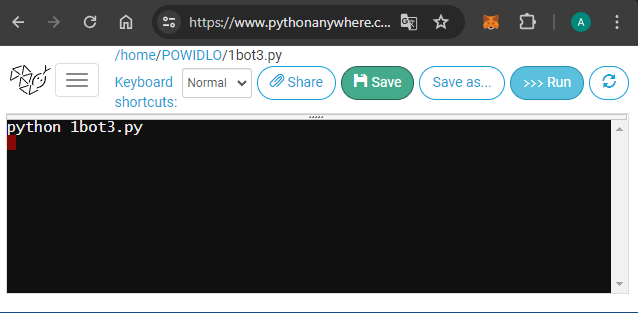 https://www.pythonanywhere.c...
A
/home/POWIDLO/1bot3.py
Keyboard shortcuts:
Normal
Share
Save
Save as...
>>> Run
python 1bot3.py